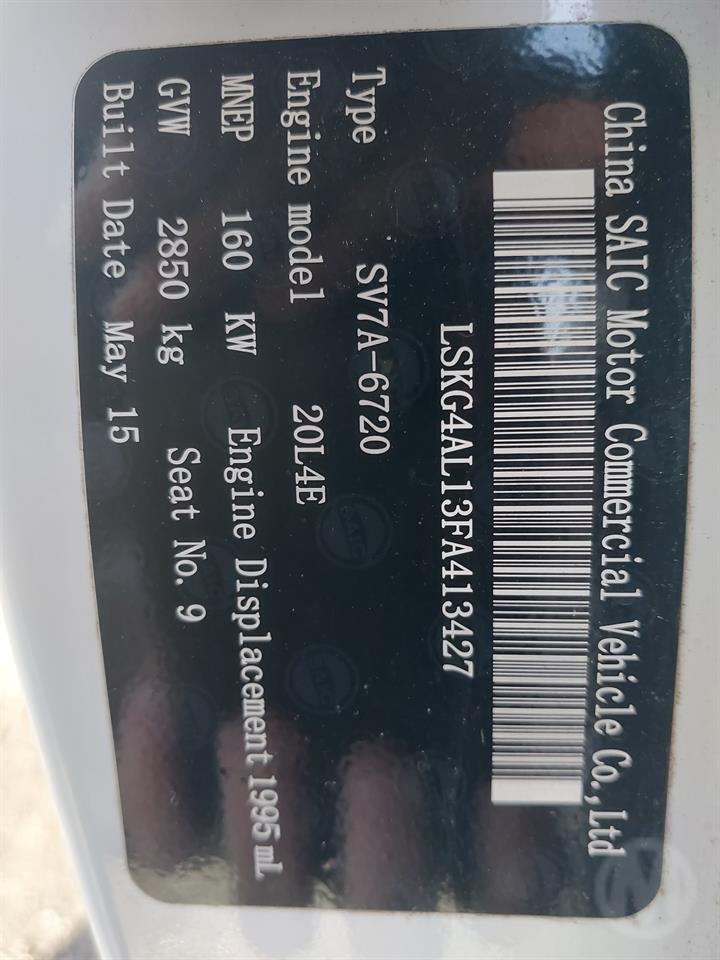 China SAIC Motor Commercial Vehicle Co.,Ltd
LSKG4AL13FA413427
Type SV7A-6720
Engine model 20L4E
MNEP 160 KW Engine Displacement 1995 mL
GVW 2850 kg Seat No. 9
Built Date May 15